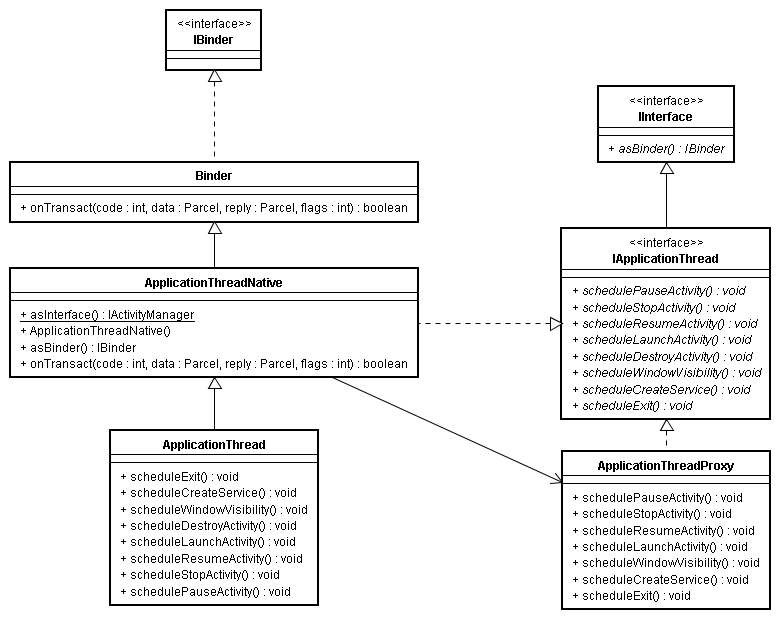 <<interface>>
IBinder
<<interface>>
IInterface
+ asBinder() : IBinder
Binder
+ onTransact(code : int, data : Parcel, reply : Parcel, flags : int) : boolean
<<interface>>
IApplicationThread
+ schedulePauseActivity() : void
+ scheduleStopActivity() : void
+ scheduleResumeActivity() : void
+ scheduleLaunchActivity() : void
+ scheduleDestroyActivity() : void
+ scheduleWindowVisibility() : void
+ scheduleCreateService() : void
+ scheduleExit() : void
ApplicationThreadNative
+ asInterface() : IActivityManager
+ ApplicationThreadNative()
+ asBinder() : IBinder
+ onTransact(code : int, data : Parcel, reply : Parcel, flags : int) : boolean
ApplicationThread
+ scheduleExit() : void
+ scheduleCreateService() : void
+ scheduleWindowVisibility() : void
+ scheduleDestroyActivity() : void
+ scheduleLaunchActivity() : void
+ scheduleResumeActivity() : void
+ scheduleStopActivity() : void
+ schedulePauseActivity() : void
ApplicationThreadProxy
+ schedulePauseActivity() : void
+ scheduleStopActivity() : void
+ scheduleResumeActivity() : void
+ scheduleLaunchActivity() : void
+ scheduleWindowVisibility() : void
+ scheduleCreateService() : void
+ scheduleExit() : void